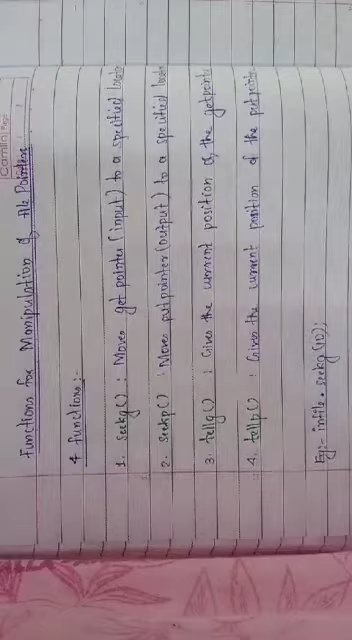 Camlin Page
Functions for Manipulation of file Pointers
4 functions :-
1. seekg() : Moves get pointer (input) to a specified
2. seekp() : Moves put pointer (output) to a specified
3. tellg() : Gives the current position of the get pointer
4. tellp() : Gives the current position of the put pointer
Eg:- infile.seekg(10);